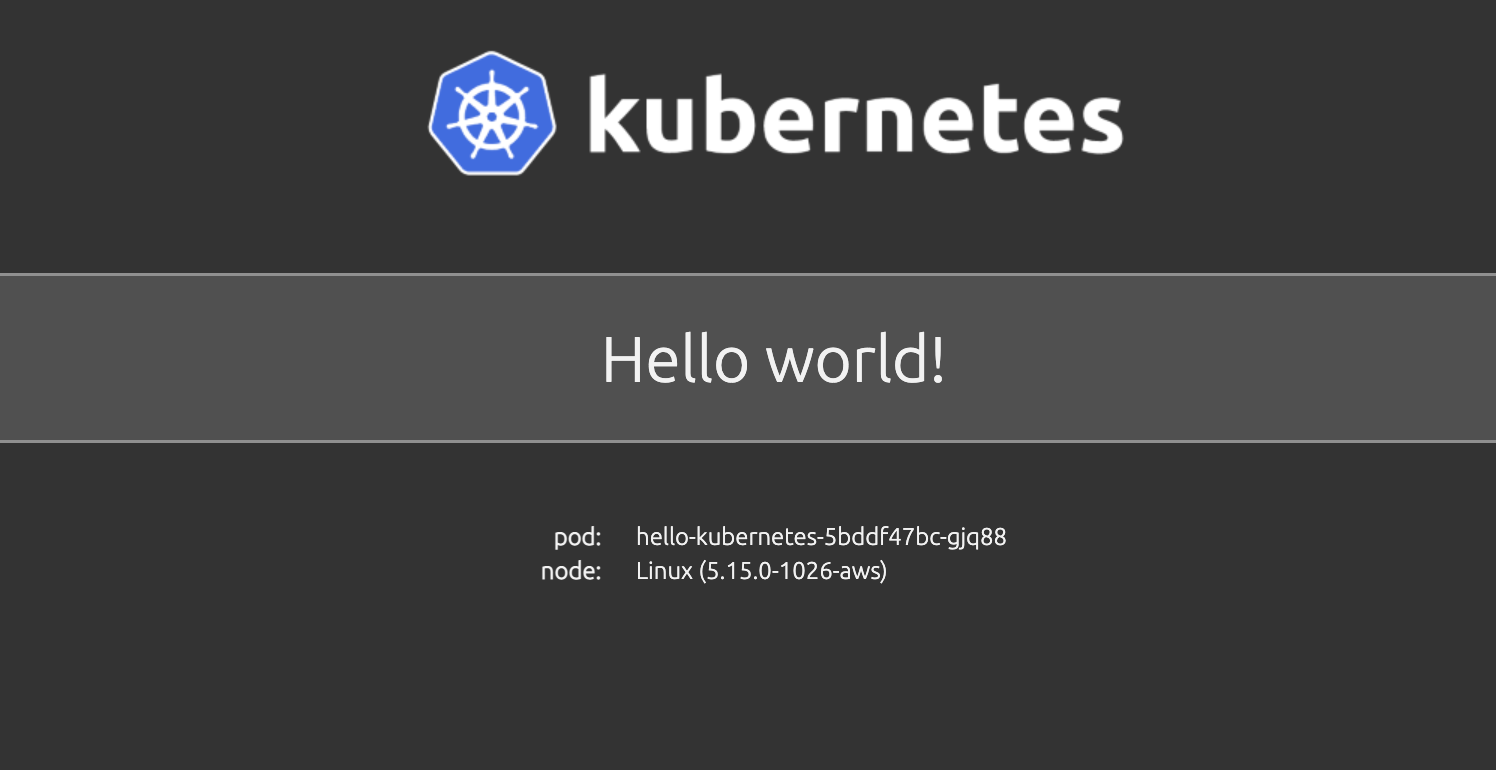 kubernetes
Hello world!
pod: hello-kubernetes-5bddf47bc-gjq88
node: Linux (5.15.0-1026-aws)